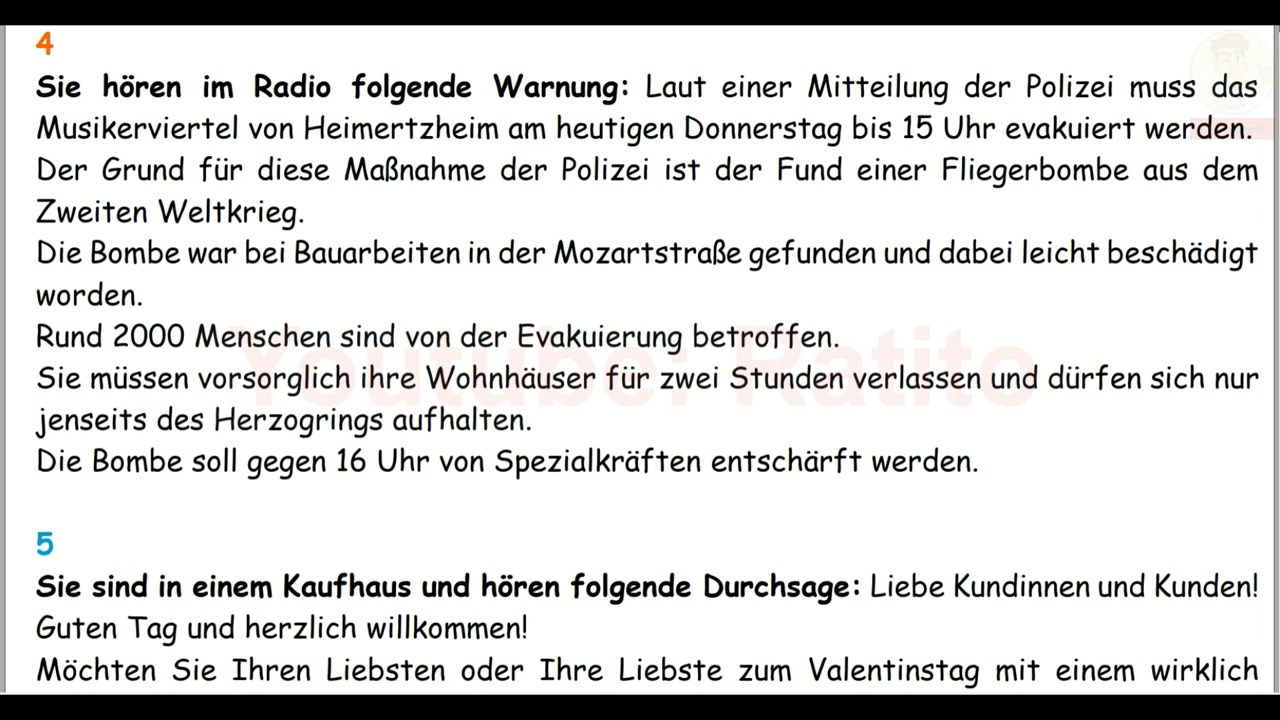 4
Sie hören im Radio folgende Warnung: Laut einer Mitteilung der Polizei muss das
Musikerviertel von Heimertzheim am heutigen Donnerstag bis 15 Uhr evakuiert werden.
Der Grund für diese Maßnahme der Polizei ist der Fund einer Fliegerbombe aus dem
Zweiten Weltkrieg.
Die Bombe war bei Bauarbeiten in der Mozartstraße gefunden und dabei leicht beschädigt
worden.
Rund 2000 Menschen sind von der Evakuierung betroffen.
Youtube: Ratito
Sie müssen vorsorglich ihre Wohnhäuser für zwei Stunden verlassen und dürfen sich nur
jenseits des Herzogrings aufhalten.
Die Bombe soll gegen 16 Uhr von Spezialkräften entschärft werden.
5
Sie sind in einem Kaufhaus und hören folgende Durchsage: Liebe Kundinnen und Kunden!
Guten Tag und herzlich willkommen!
Möchten Sie Ihren Liebsten oder Ihre Liebste zum Valentinstag mit einem wirklich